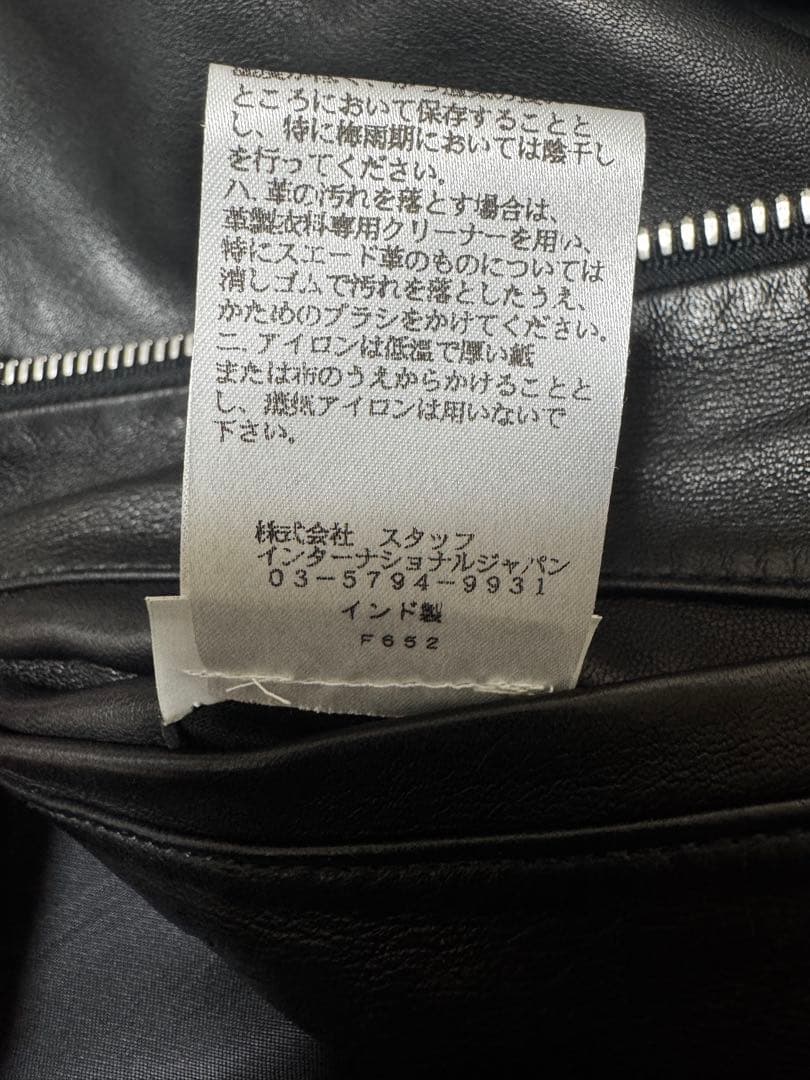 ところにおいて保存することと
し、特に梅雨期においては陰干し
を行ってください。
ハ、革の汚れを落とす場合は、
革製衣料専用クリーナーを用い、
特にスエード革のものについては
消しゴムで汚れを落としたうえ、
かためのブラシをかけてください。
ニ、アイロンは低温で厚い紙
または布のうえからかけることと
し、蒸気アイロンは用いないで
下さい。
株式会社 スタッフ
インターナショナルジャパン
03-5794-9931
インド製
F652